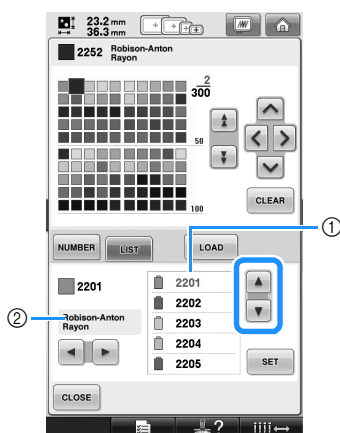 23.2 mm
36.3 mm
2252 Robison-Anton
Rayon
2
300
50
100
CLEAR
NUMBER
LIST
LOAD
1
2201
2201
2202
2
Robison-Anton
Rayon
2203
2204
2205
SET
CLOSE
?